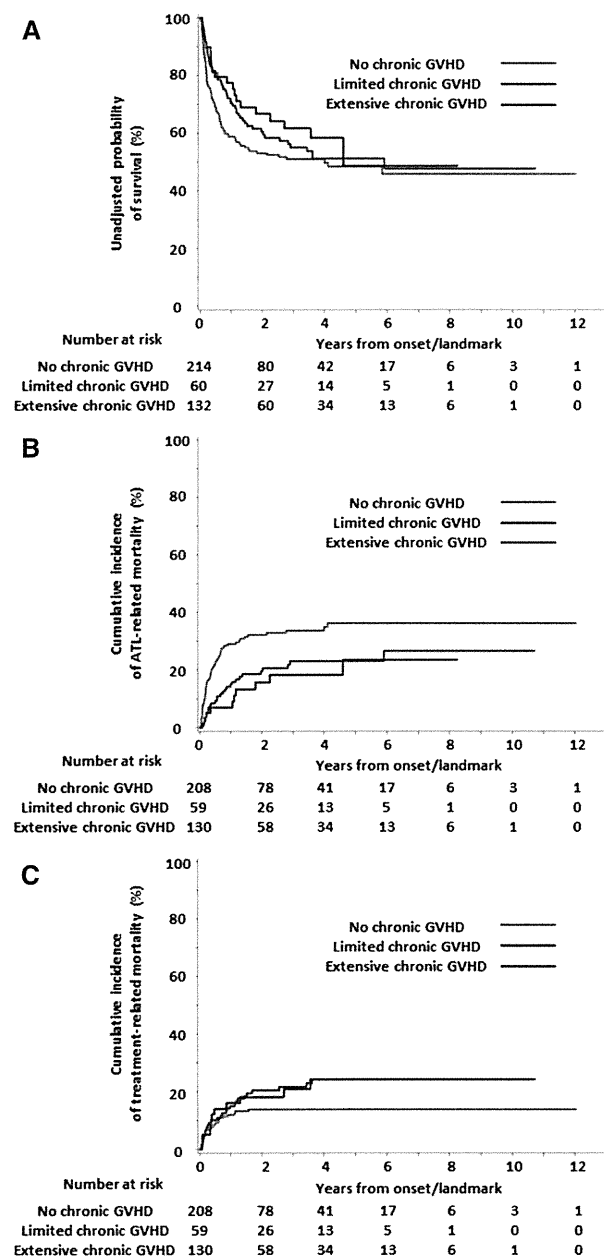 A
Unadjusted probability
of survival (%)
100
80
60
40
20
0
No chronic GVHD
Limited chronic GVHD
Extensive chronic GVHD
0 2 4 6 8 10 12
Number at risk Years from onset/landmark
No chronic GVHD 214 80 42 17 6 3 1
Limited chronic GVHD 60 27 14 5 1 0 0
Extensive chronic GVHD 132 60 34 13 6 1 0
B
Cumulative incidence
of ATL-related mortality (%)
100
80
60
40
20
0
No chronic GVHD
Limited chronic GVHD
Extensive chronic GVHD
0 2 4 6 8 10 12
Number at risk Years from onset/landmark
No chronic GVHD 208 78 41 17 6 3 1
Limited chronic GVHD 59 26 13 5 1 0 0
Extensive chronic GVHD 130 58 34 13 6 1 0
C
Cumulative incidence
of treatment-related mortality (%)
100
80
60
40
20
0
No chronic GVHD
Limited chronic GVHD
Extensive chronic GVHD
0 2 4 6 8 10 12
Number at risk Years from onset/landmark
No chronic GVHD 208 78 41 17 6 3 1
Limited chronic GVHD 59 26 13 5 1 0 0
Extensive chronic GVHD 130 58 34 13 6 1 0